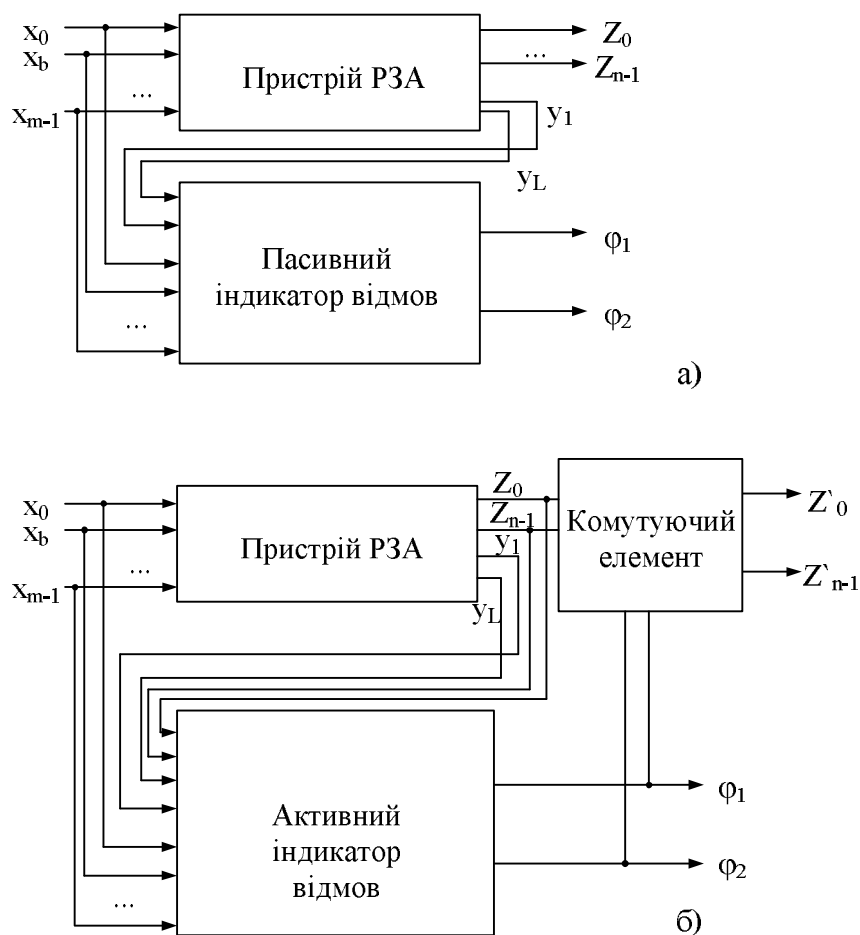 x0
xb
...
xm-1
Пристрій РЗА
Z0
...
Zn-1
y1
yL
Пасивний
індикатор відмов
...
φ1
φ2
а)
x0
xb
...
xm-1
Пристрій РЗА
Z0
Zn-1
y1
yL
Комутуючий
елемент
Z`0
Z`n-1
Активний
індикатор
відмов
...
φ1
φ2
б)